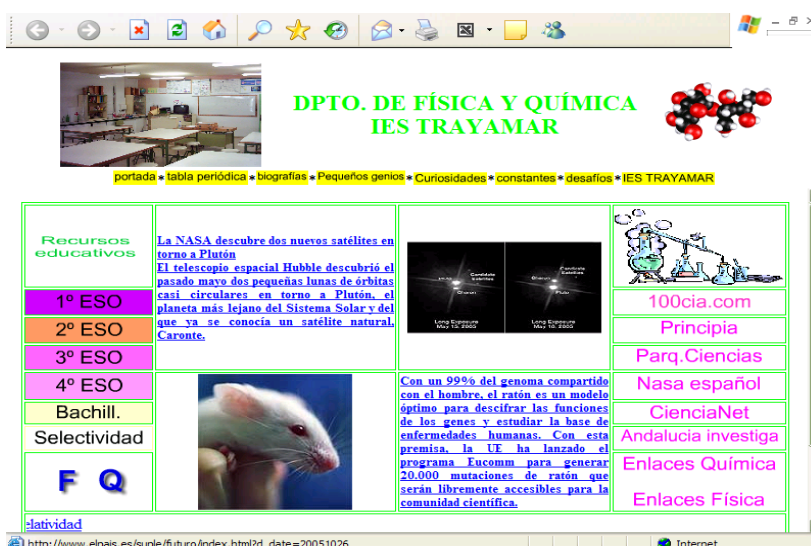 DPTO. DE FÍSICA Y QUÍMICA
IES TRAYAMAR
portada * tabla periódica * biografías * Pequeños genios * Curiosidades * constantes * desafíos * IES TRAYAMAR
Recursos
educativos
1º ESO
2º ESO
3º ESO
4º ESO
Bachill.
Selectividad
F Q
La NASA descubre dos nuevos satélites en
torno a Plutón
El telescopio espacial Hubble descubrió el
pasado mayo dos pequeñas lunas de órbitas
casi circulares en torno a Plutón, el
planeta más lejano del Sistema Solar y del
que ya se conocía un satélite natural,
Caronte.
Candidate
Satellites
Pluto
Charon
Long Exposure
May 15, 2005
Candidate
Satellites
Charon
Pluto
Long Exposure
May 18, 2005
Con un 99% del genoma compartido
con el hombre, el ratón es un modelo
óptimo para descifrar las funciones
de los genes y estudiar la base de
enfermedades humanas. Con esta
premisa, la UE ha lanzado el
programa Eucomm para generar
20.000 mutaciones de ratón que
serán libremente accesibles para la
comunidad científica.
100cia.com
Principia
Parq.Ciencias
Nasa español
CienciaNet
Andalucia investiga
Enlaces Química
Enlaces Física
elatividad
http://www.elpais.es/suple/futuro/index.html?d_date=20051026
Internet